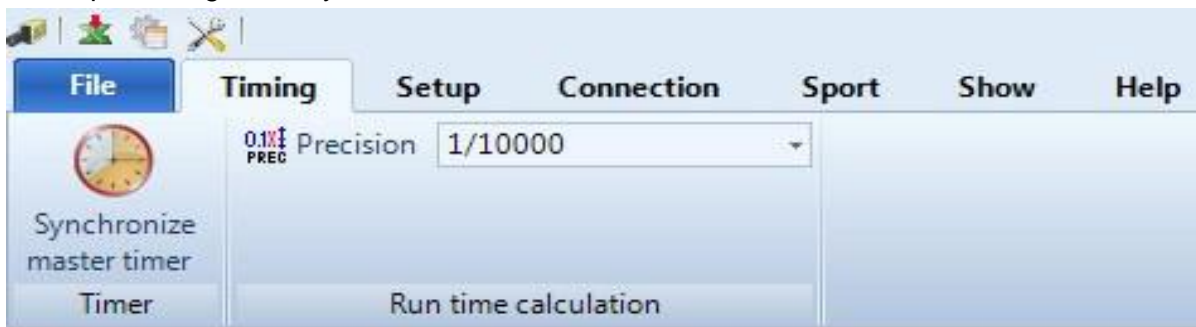 File Timing Setup Connection Sport Show Help
0.1X PREC Precision 1/10000
Synchronize
master timer
Timer Run time calculation